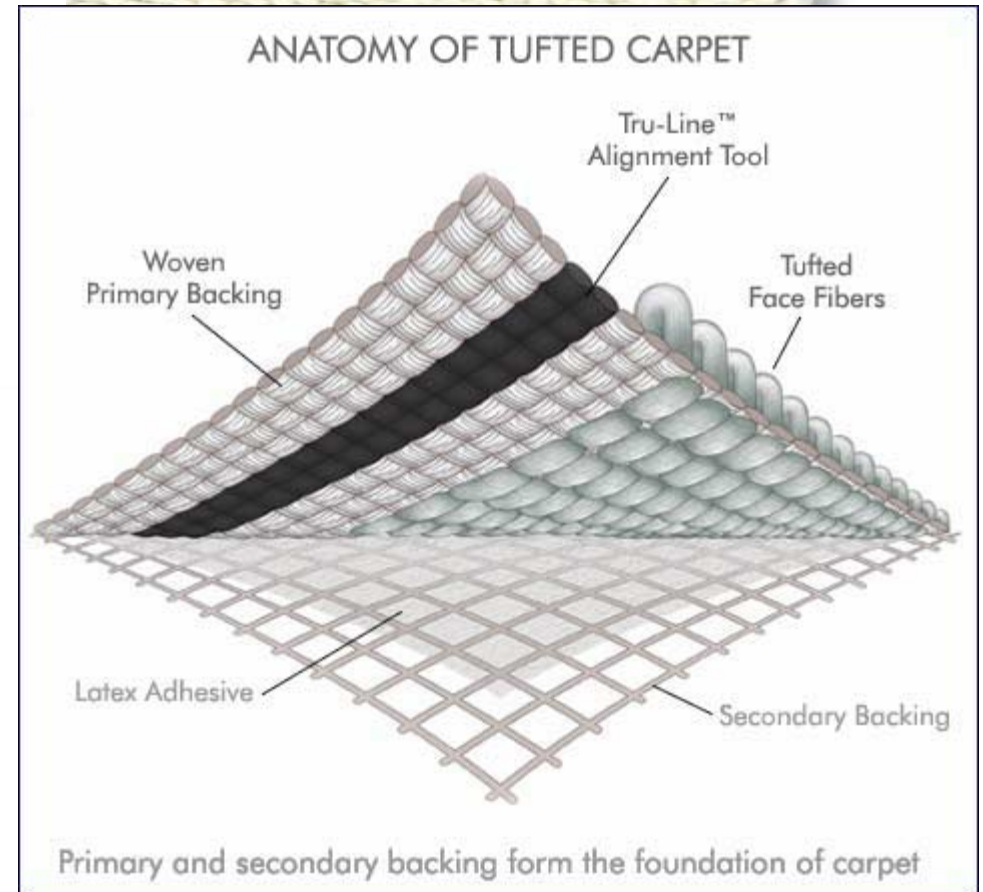 ANATOMY OF TUFTED CARPET
Tru-Line™
Alignment Tool
Woven
Primary Backing
Tufted
Face Fibers
Latex Adhesive
Secondary Backing
Primary and secondary backing form the foundation of carpet